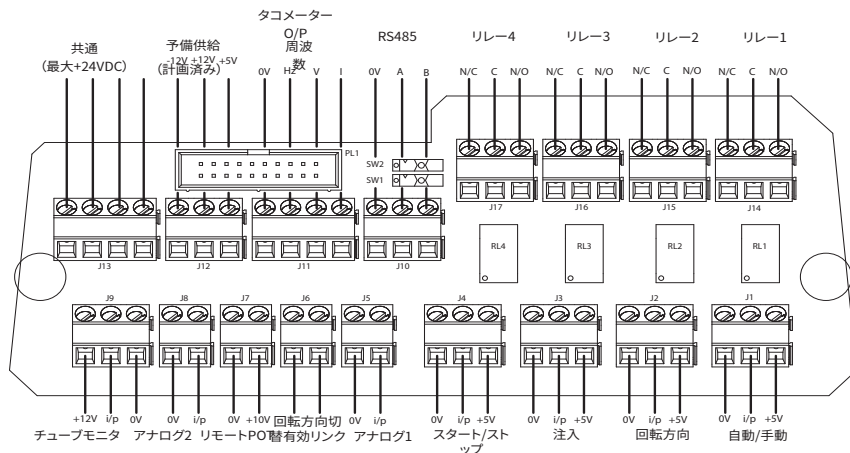 共通
(最大+24VDC)
予備供給
(計画済み)
-12V +12V +5V
タコメーター
O/P
周波
数
0V Hz V I
RS485
0V A B
リレー4
N/C C N/O
リレー3
N/C C N/O
リレー2
N/C C N/O
リレー1
N/C C N/O
PL1
SW2
SW1
J17 J16 J15 J14
J13 J12 J11 J10
RL4 RL3 RL2 RL1
J9 J8 J7 J6 J5 J4 J3 J2 J1
+12V i/p 0V
チューブモニタ
0V i/p
アナログ2
0V +10V
リモートPOT
回転方向切
替有効リンク
0V i/p
アナログ1
0V i/p +5V
スタート/スト
ップ
0V i/p +5V
注入
0V i/p +5V
回転方向
0V i/p +5V
自動/手動